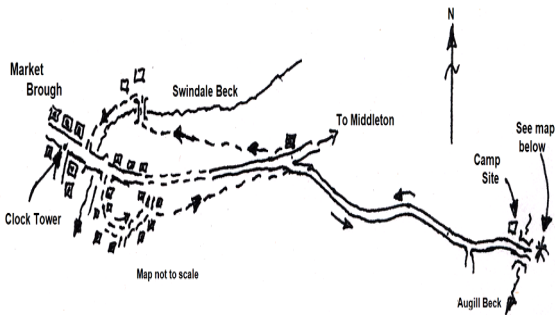 N
Market
Brough
Swindale Beck
To Middleton
See map
below
Camp
Site
Clock Tower
Map not to scale
Augill Beck